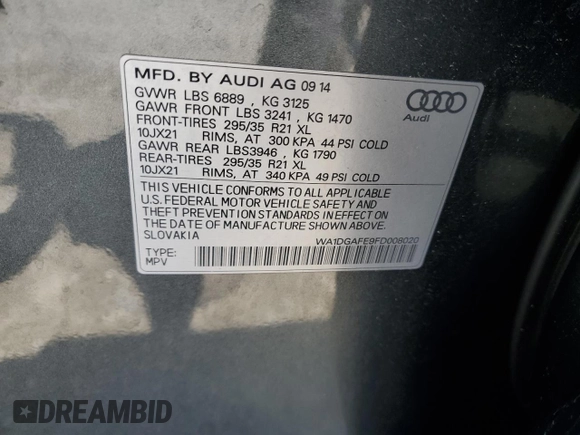 MFD. BY AUDI AG 09 14
GVWR LBS 6889 , KG 3125
GAWR FRONT LBS 3241 , KG 1470
FRONT-TIRES 295/35 R21 XL
10JX21 RIMS, AT 300 KPA 44 PSI COLD
GAWR REAR LBS3946 , KG 1790
REAR-TIRES 295/35 R21 XL
10JX21 RIMS, AT 340 KPA 49 PSI COLD
THIS VEHICLE CONFORMS TO ALL APPLICABLE
U.S. FEDERAL MOTOR VEHICLE SAFETY AND
THEFT PREVENTION STANDARDS IN EFFECT ON
THE DATE OF MANUFACTURE SHOWN ABOVE.
SLOVAKIA
TYPE:
MPV
WA1DGAFE9FD008020
Audi
DREAMBID